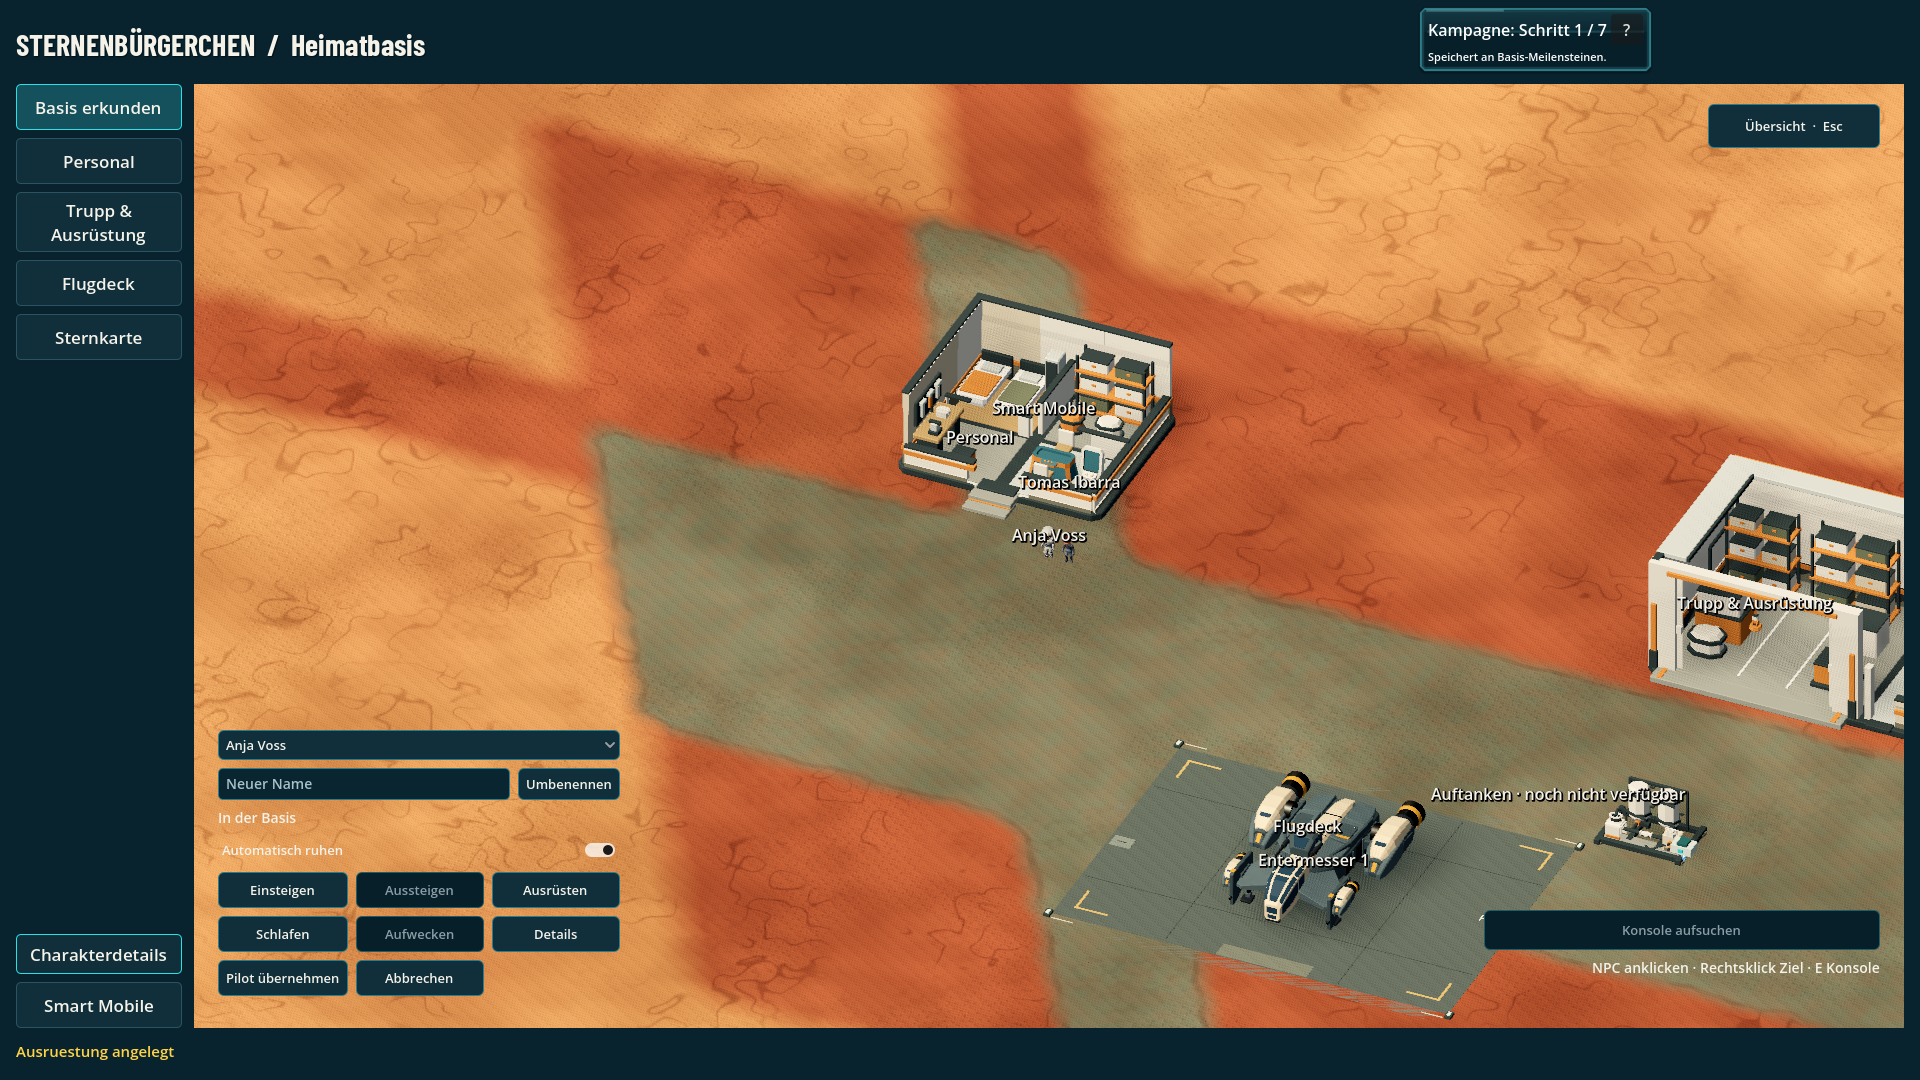 STERNENBÜRGERCHEN / Heimatbasis
Kampagne: Schritt 1 / 7 ?
Speichert an Basis-Meilensteinen.
Basis erkunden
Personal
Trupp &
Ausrüstung
Flugdeck
Sternkarte
Übersicht · Esc
Smart Mobile
Personal
Tomas Ibarra
Anja Voss
Trupp & Ausrüstung
Auftanken · noch nicht verfügbar
Flugdeck
Entermesser 1
Anja Voss
Neuer Name
Umbenennen
In der Basis
Automatisch ruhen
Einsteigen
Aussteigen
Ausrüsten
Schlafen
Aufwecken
Details
Pilot übernehmen
Abbrechen
Konsole aufsuchen
NPC anklicken · Rechtsklick Ziel · E Konsole
Charakterdetails
Smart Mobile
Ausruestung angelegt